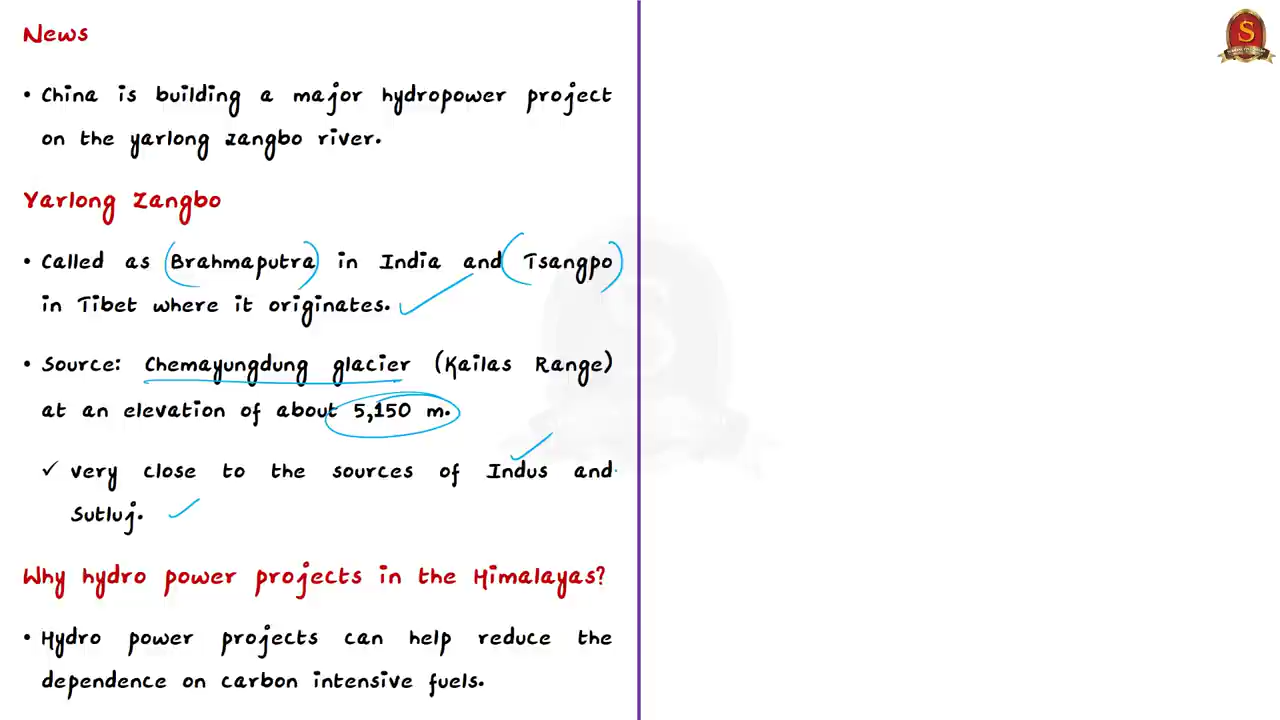 News
• China is building a major hydropower project
on the yarlong zangbo river.
Yarlong Zangbo
• Called as Brahmaputra in India and Tsangpo
in Tibet where it originates.
• Source: Chemayungdung glacier (Kailas Range)
at an elevation of about 5,150 m.
✓ very close to the sources of Indus and
Sutluj.
Why hydro power projects in the Himalayas?
• Hydro power projects can help reduce the
dependence on carbon intensive fuels.
S